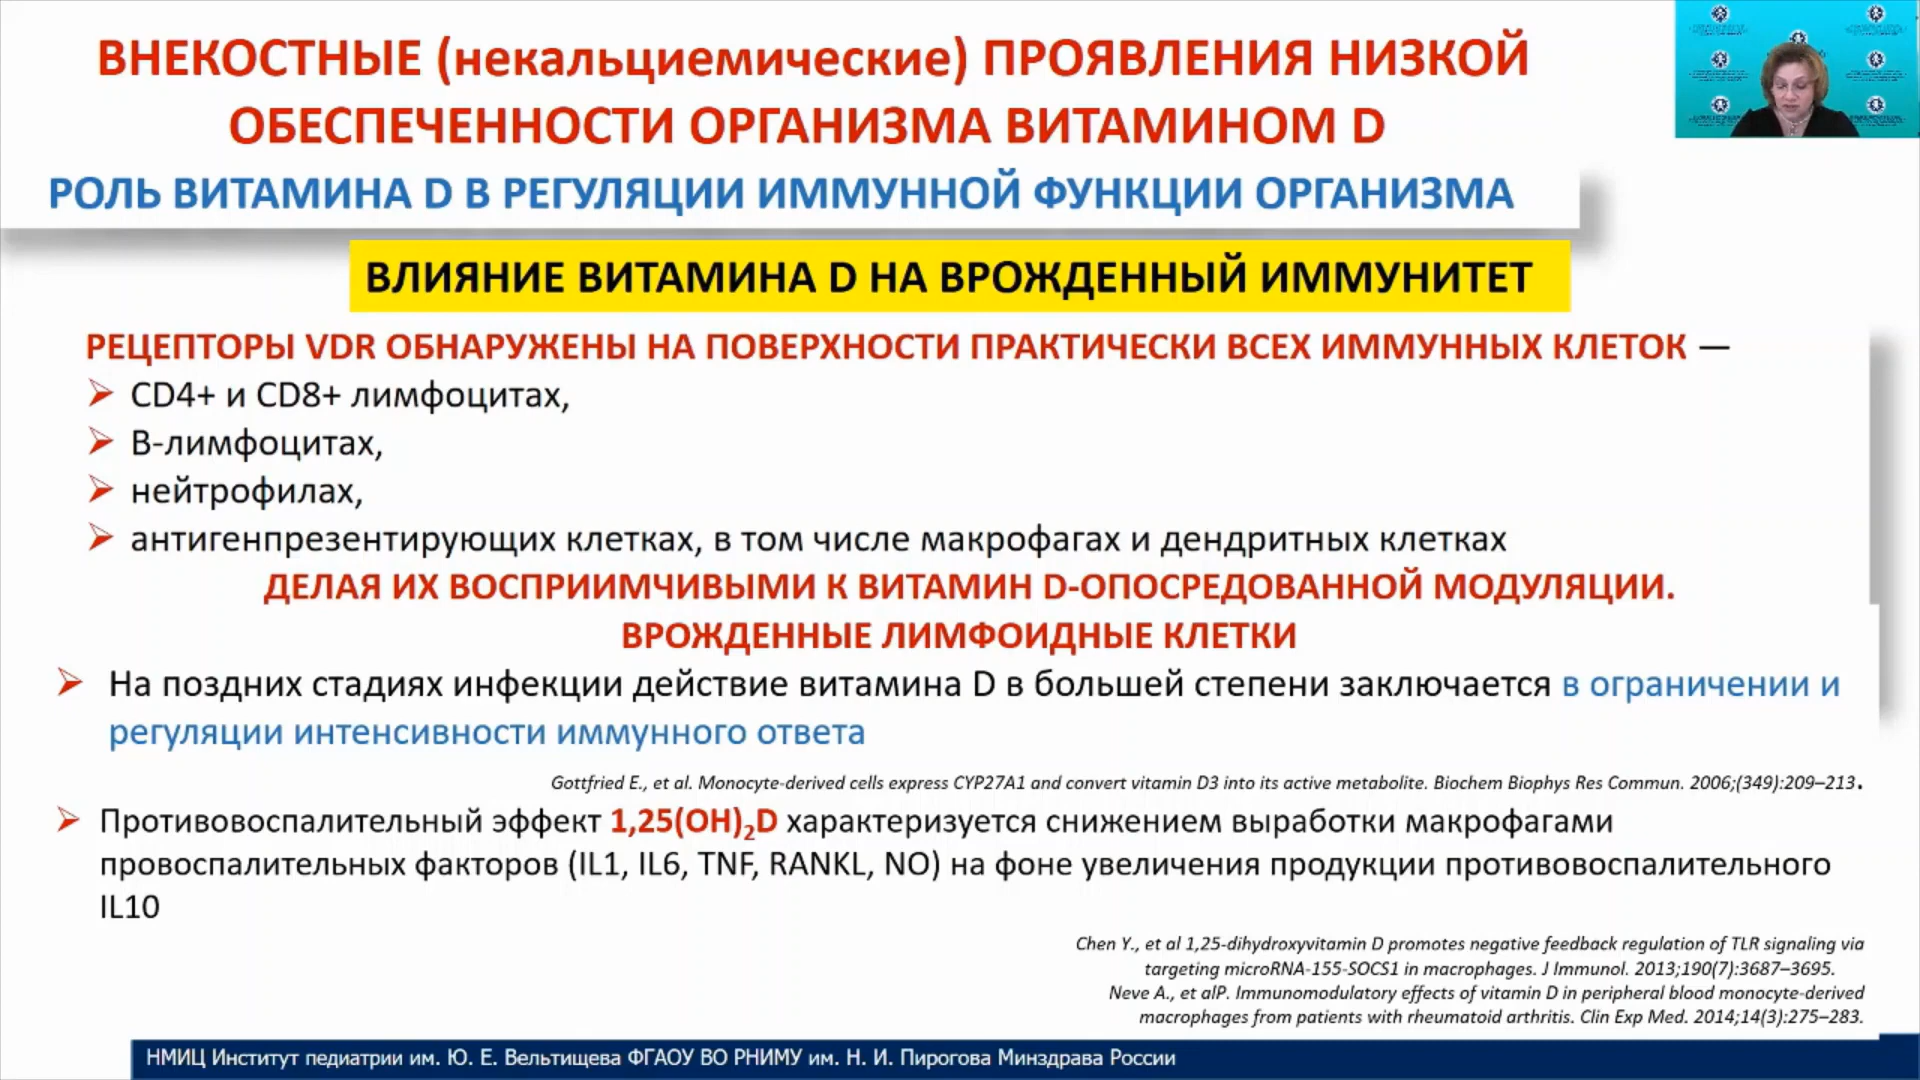 ВНЕКОСТНЫЕ (некальциемические) ПРОЯВЛЕНИЯ НИЗКОЙ
ОБЕСПЕЧЕННОСТИ ОРГАНИЗМА ВИТАМИНОМ D
РОЛЬ ВИТАМИНА D В РЕГУЛЯЦИИ ИММУННОЙ ФУНКЦИИ ОРГАНИЗМА
ВЛИЯНИЕ ВИТАМИНА D НА ВРОЖДЕННЫЙ ИММУНИТЕТ
РЕЦЕПТОРЫ VDR ОБНАРУЖЕНЫ НА ПОВЕРХНОСТИ ПРАКТИЧЕСКИ ВСЕХ ИММУННЫХ КЛЕТОК —
CD4+ и CD8+ лимфоцитах,
В-лимфоцитах,
нейтрофилах,
антигенпрезентирующих клетках, в том числе макрофагах и дендритных клетках
ДЕЛАЯ ИХ ВОСПРИИМЧИВЫМИ К ВИТАМИН D-ОПОСРЕДОВАННОЙ МОДУЛЯЦИИ.
ВРОЖДЕННЫЕ ЛИМФОИДНЫЕ КЛЕТКИ
На поздних стадиях инфекции действие витамина D в большей степени заключается в ограничении и
регуляции интенсивности иммунного ответа
Gottfried E., et al. Monocyte-derived cells express CYP27A1 and convert vitamin D3 into its active metabolite. Biochem Biophys Res Commun. 2006;(349):209–213.
Противовоспалительный эффект 1,25(OH)₂D характеризуется снижением выработки макрофагами
провоспалительных факторов (IL1, IL6, TNF, RANKL, NO) на фоне увеличения продукции противовоспалительного
IL10
Chen Y., et al 1,25-dihydroxyvitamin D promotes negative feedback regulation of TLR signaling via
targeting microRNA-155-SOCS1 in macrophages. J Immunol. 2013;190(7):3687–3695.
Neve A., et alP. Immunomodulatory effects of vitamin D in peripheral blood monocyte-derived
macrophages from patients with rheumatoid arthritis. Clin Exp Med. 2014;14(3):275–283.
НМИЦ Институт педиатрии им. Ю. Е. Вельтищева ФГАОУ ВО РНИМУ им. Н. И. Пирогова Минздрава России